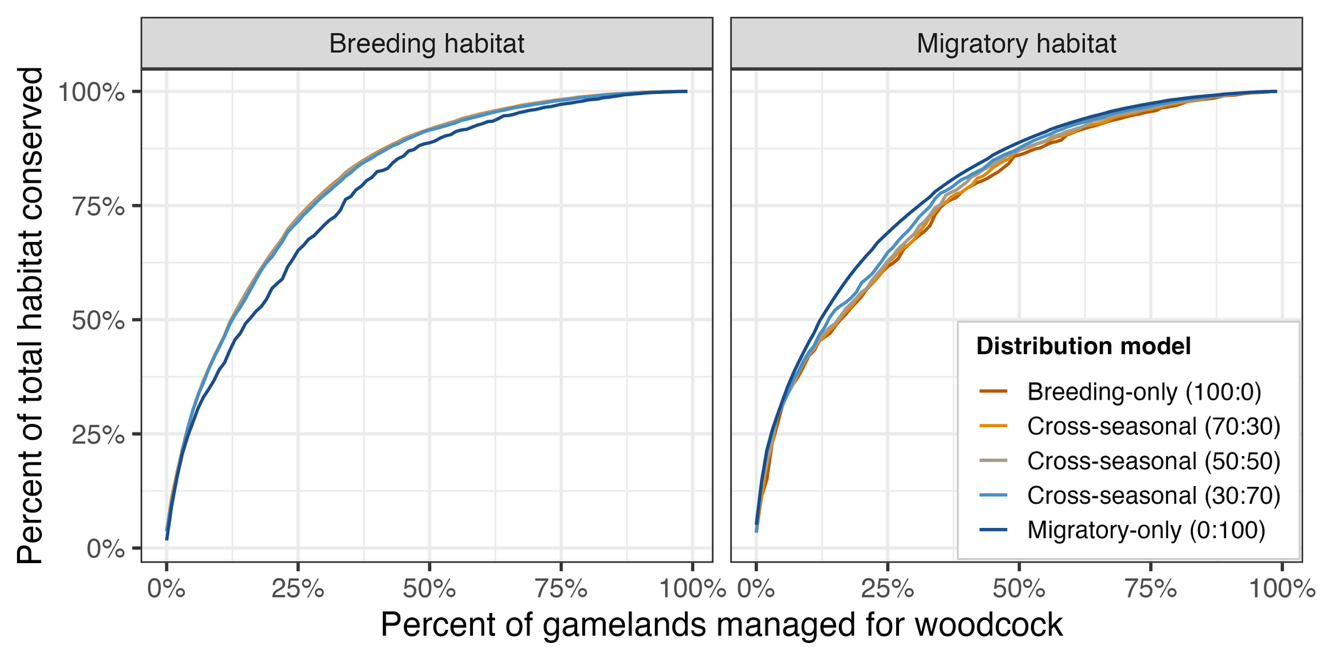 Breeding habitat
Migratory habitat
Percent of total habitat conserved
100%
75%
50%
25%
0%
Distribution model
Breeding-only (100:0)
Cross-seasonal (70:30)
Cross-seasonal (50:50)
Cross-seasonal (30:70)
Migratory-only (0:100)
0% 25% 50% 75% 100% 0% 25% 50% 75% 100%
Percent of gamelands managed for woodcock